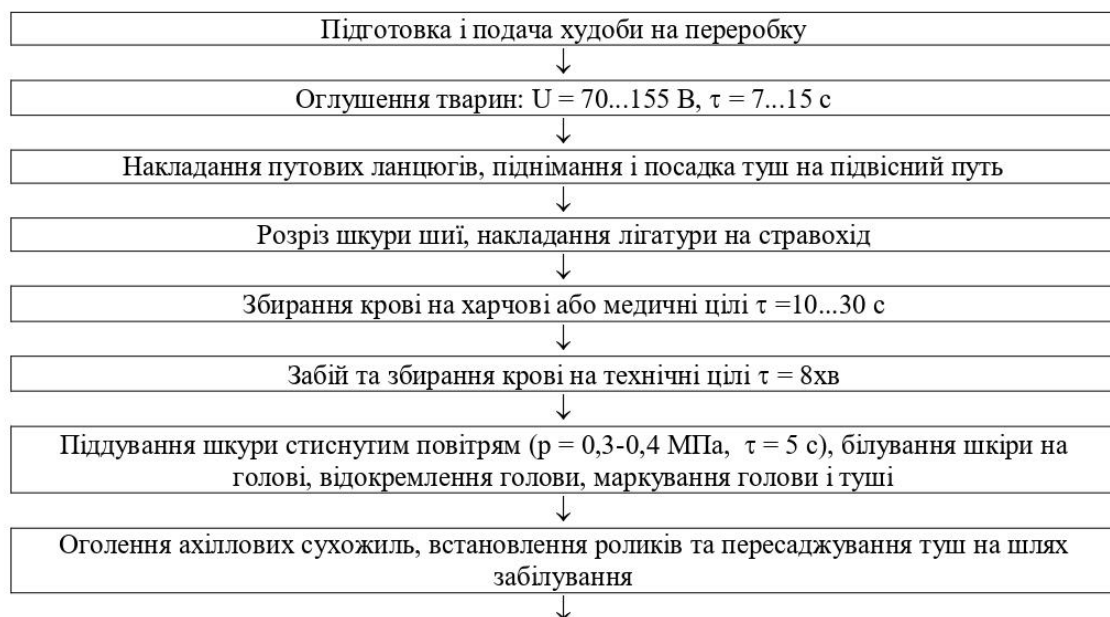 Підготовка і подача худоби на переробку
↓
Оглушення тварин: U = 70...155 В, τ = 7...15 с
↓
Накладання путових ланцюгів, піднімання і посадка туш на підвісний путь
↓
Розріз шкури шиї, накладання лігатури на стравохід
↓
Збирання крові на харчові або медичні цілі τ =10...30 с
↓
Забій та збирання крові на технічні цілі τ = 8хв
↓
Піддування шкури стиснутим повітрям (р = 0,3-0,4 МПа, τ = 5 с), білування шкіри на
голові, відокремлення голови, маркування голови і туші
↓
Оголення ахіллових сухожиль, встановлення роликів та пересаджування туш на шлях
забілування
↓